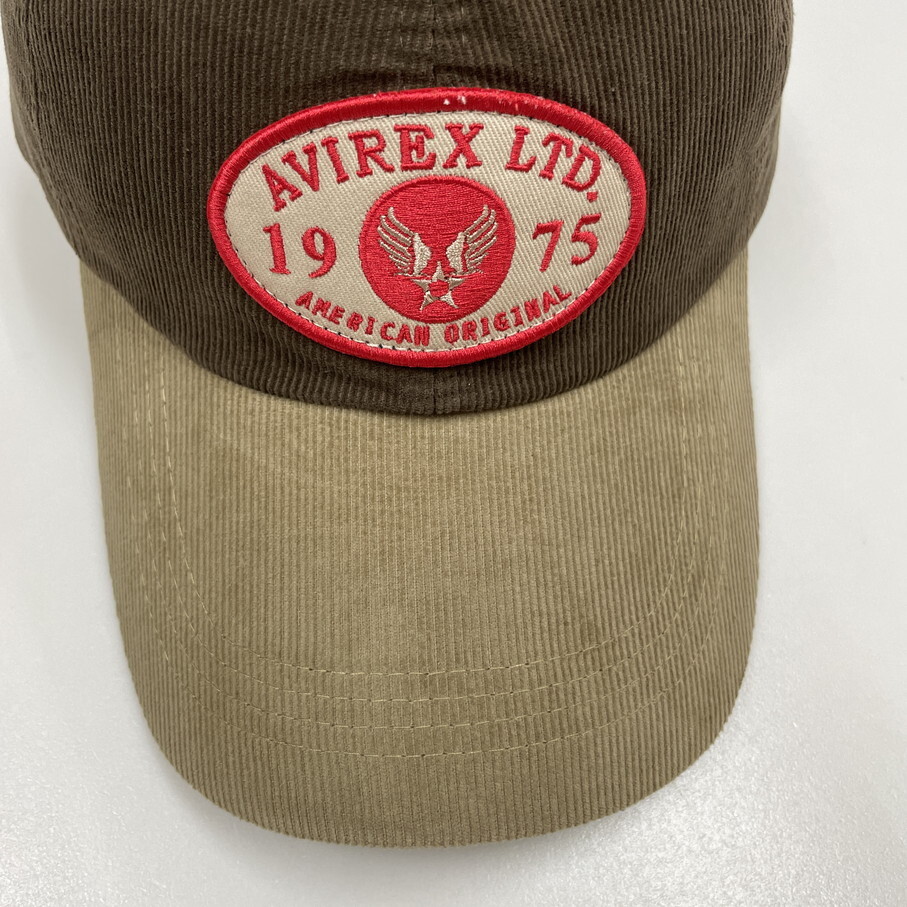 AVIREX LTD.
19 75
AMERICAN ORIGINAL